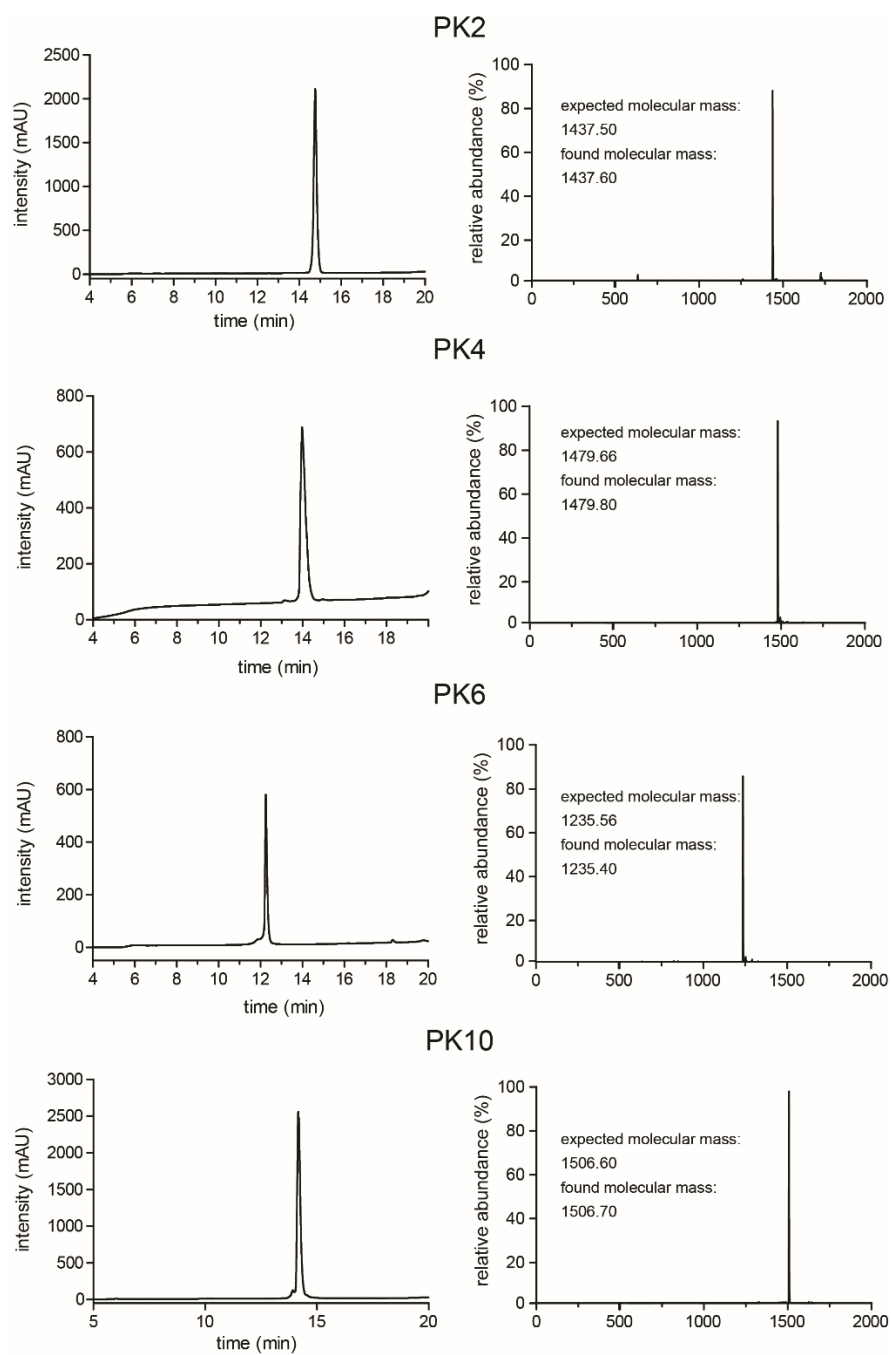 PK2
intensity (mAU)
2500
2000
1500
1000
500
0
4 6 8 10 12 14 16 18 20
time (min)
relative abundance (%)
100
80
60
40
20
0
expected molecular mass:
1437.50
found molecular mass:
1437.60
0 500 1000 1500 2000
PK4
intensity (mAU)
800
600
400
200
0
4 6 8 10 12 14 16 18 20
time (min)
relative abundance (%)
100
80
60
40
20
0
expected molecular mass:
1479.66
found molecular mass:
1479.80
0 500 1000 1500 2000
PK6
intensity (mAU)
800
600
400
200
0
4 6 8 10 12 14 16 18 20
time (min)
relative abundance (%)
100
80
60
40
20
0
expected molecular mass:
1235.56
found molecular mass:
1235.40
0 500 1000 1500 2000
PK10
intensity (mAU)
3000
2500
2000
1500
1000
500
0
5 10 15 20
time (min)
relative abundance (%)
100
80
60
40
20
0
expected molecular mass:
1506.60
found molecular mass:
1506.70
0 500 1000 1500 2000